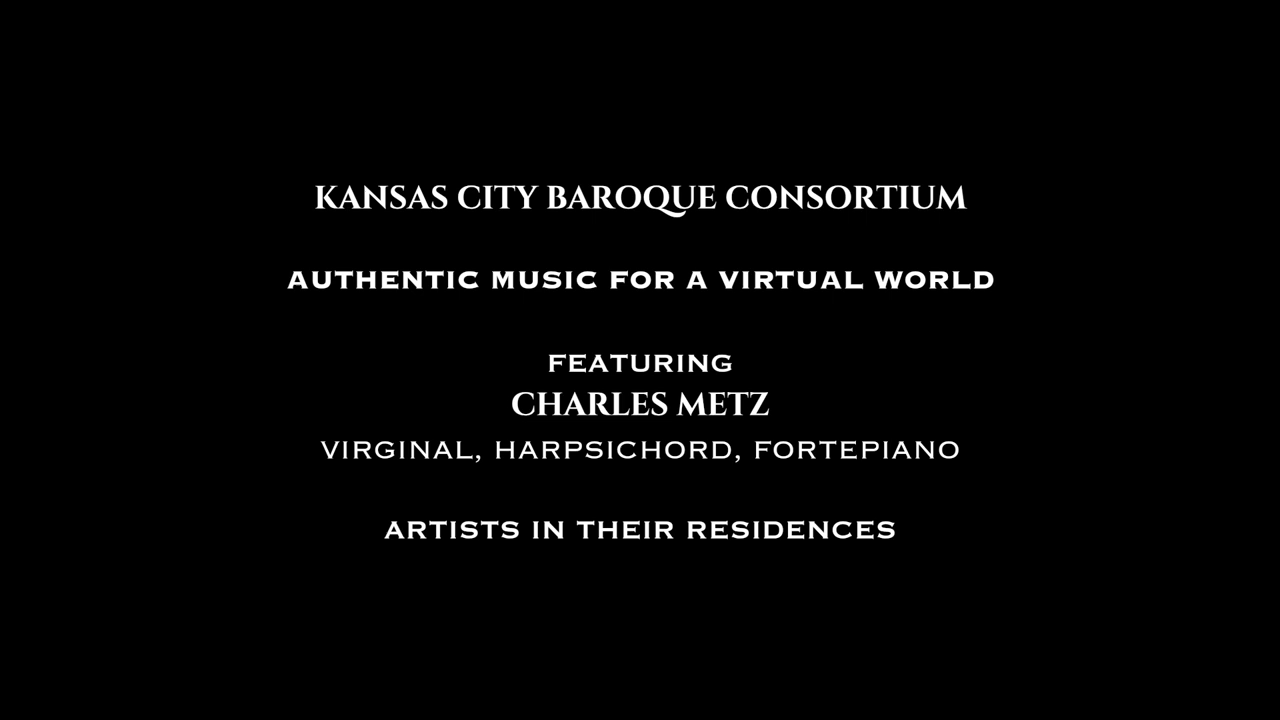 KANSAS CITY BAROQUE CONSORTIUM
AUTHENTIC MUSIC FOR A VIRTUAL WORLD
FEATURING
CHARLES METZ
VIRGINAL, HARPSICHORD, FORTEPIANO
ARTISTS IN THEIR RESIDENCES